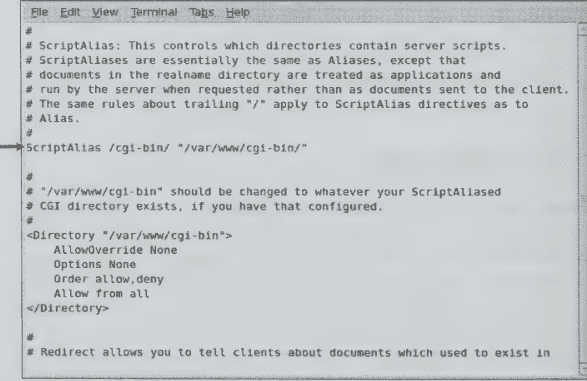 File Edit View Terminal Tabs Help
#
# ScriptAlias: This controls which directories contain server scripts.
# ScriptAliases are essentially the same as Aliases, except that
# documents in the realname directory are treated as applications and
# run by the server when requested rather than as documents sent to the client.
# The same rules about trailing "/" apply to ScriptAlias directives as to
# Alias.
#
ScriptAlias /cgi-bin/ "/var/www/cgi-bin/"
#
# "/var/www/cgi-bin" should be changed to whatever your ScriptAliased
# CGI directory exists, if you have that configured.
#
<Directory "/var/www/cgi-bin">
    AllowOverride None
    Options None
    Order allow,deny
    Allow from all
</Directory>
#
# Redirect allows you to tell clients about documents which used to exist in